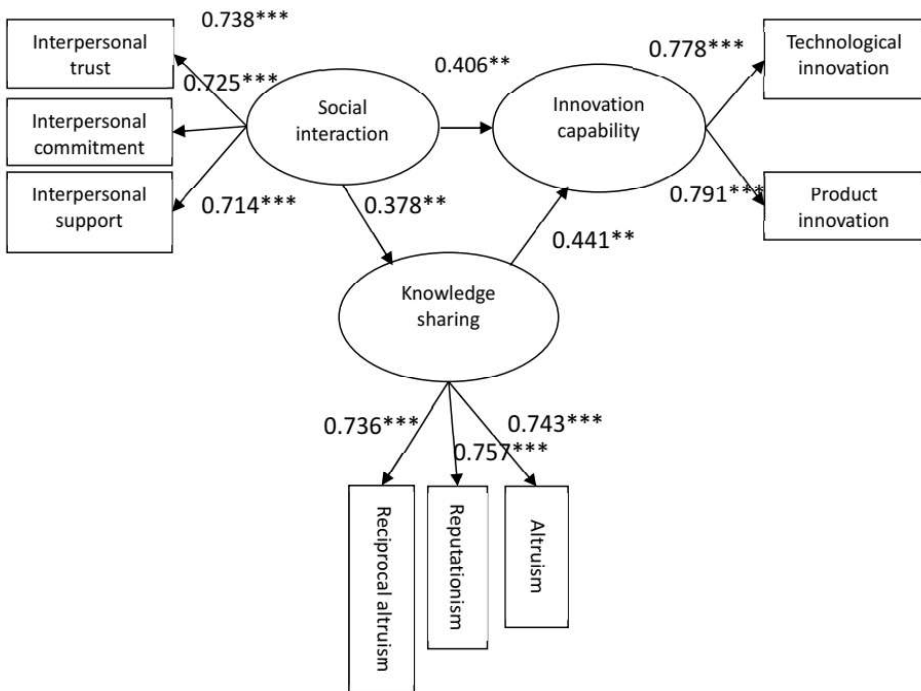 0.738***
Interpersonal
trust
0.725***
Interpersonal
commitment
Interpersonal
support
0.714***
Social
interaction
0.406**
Innovation
capability
0.778***
Technological
innovation
0.791***
Product
innovation
0.378**
0.441**
Knowledge
sharing
0.736***
0.743***
0.757***
Reciprocal altruism
Reputationism
Altruism